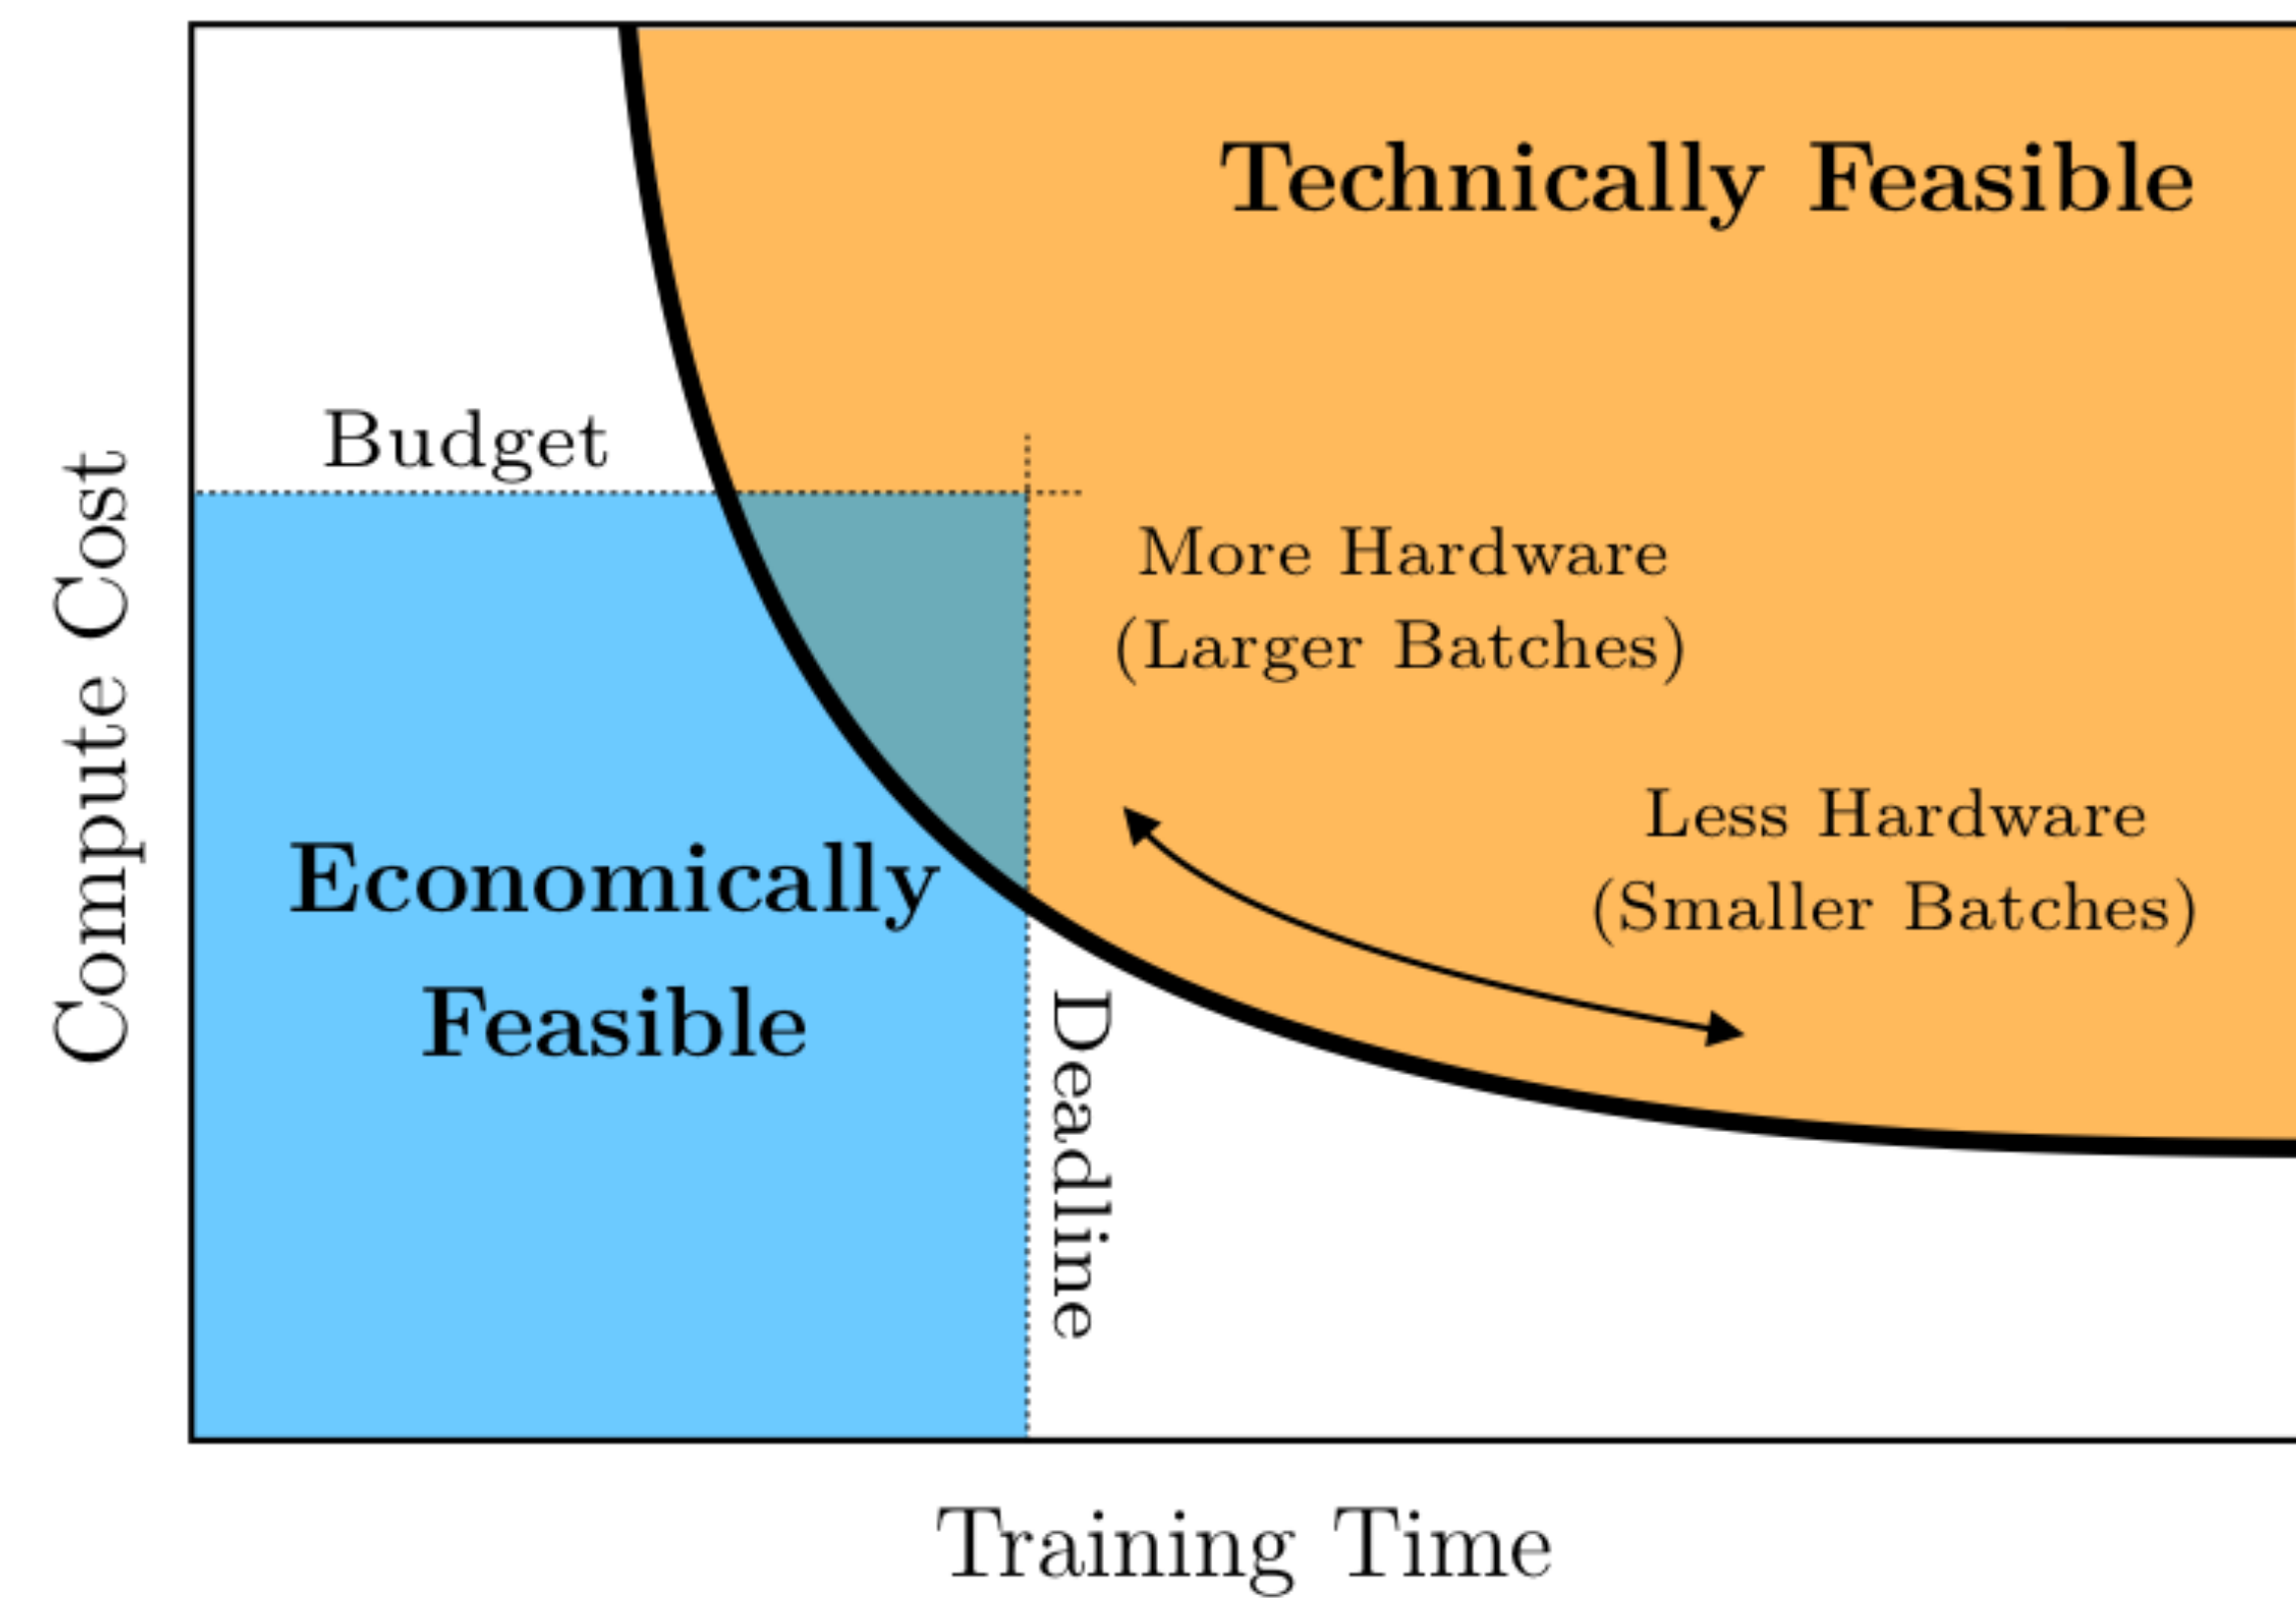 Technically Feasible
Budget
More Hardware
(Larger Batches)
Less Hardware
(Smaller Batches)
Economically
Feasible
Deadline
Compute Cost
Training Time